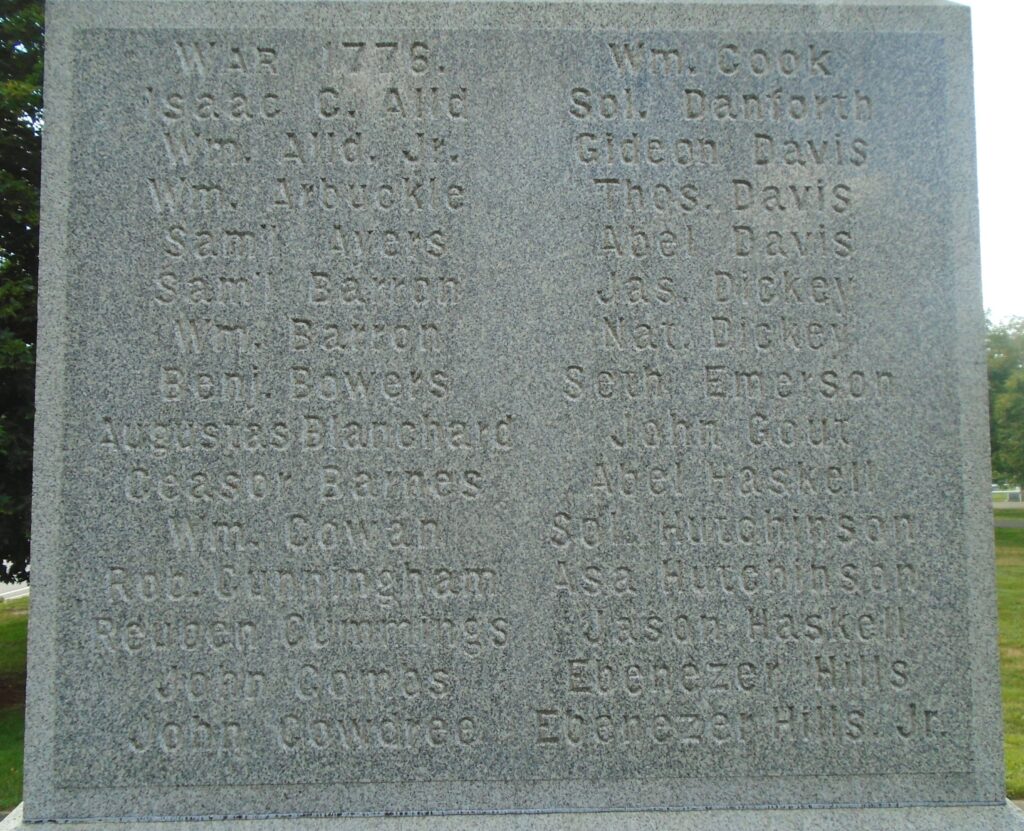 WAR 1776.
Isaac C. Alld
Wm. Alld. Jr.
Wm. Arbuckle
Sam'l Ayers
Sam'l Barron
Wm. Barron
Benj. Bowers
Augustas Blanchard
Ceasor Barnes
Wm. Cowan
Rob. Cunningham
Reuben Cummings
John Combs
John Cowdree
Wm. Cook
Sol. Danforth
Gideon Davis
Thos. Davis
Abel Davis
Jas. Dickey
Nat. Dickey
Seth Emerson
John Gout
Abel Haskell
Sol. Hutchinson
Asa Hutchinson
Jason Haskell
Ebenezer Hills
Ebenezer Hills. Jr.